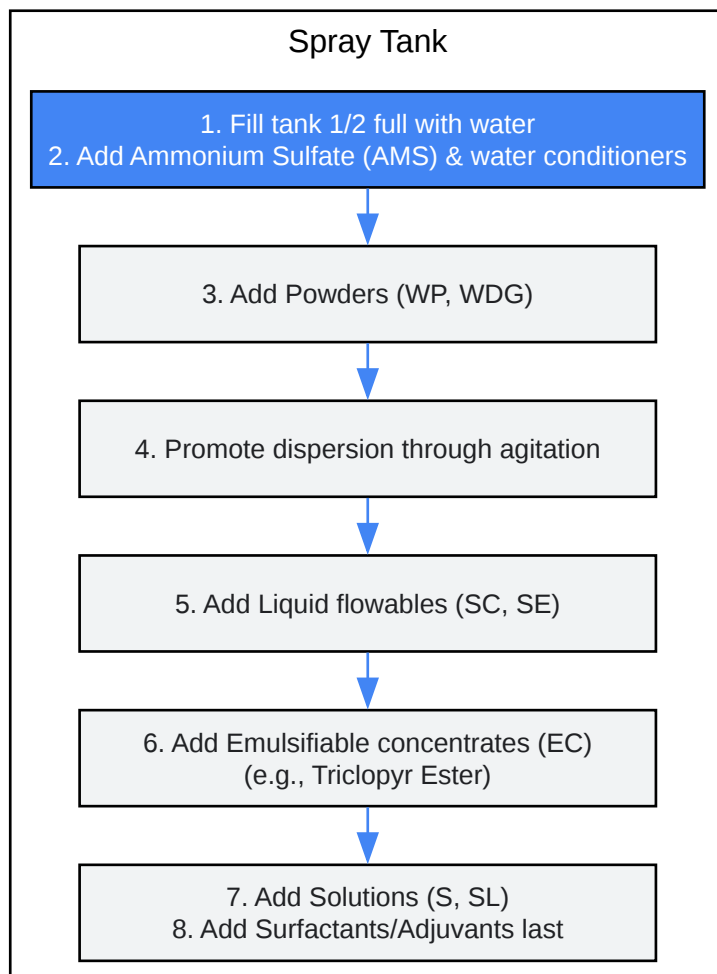 Spray Tank
1. Fill tank 1/2 full with water
2. Add Ammonium Sulfate (AMS) & water conditioners
3. Add Powders (WP, WDG)
4. Promote dispersion through agitation
5. Add Liquid flowables (SC, SE)
6. Add Emulsifiable concentrates (EC)
(e.g., Triclopyr Ester)
7. Add Solutions (S, SL)
8. Add Surfactants/Adjuvants last